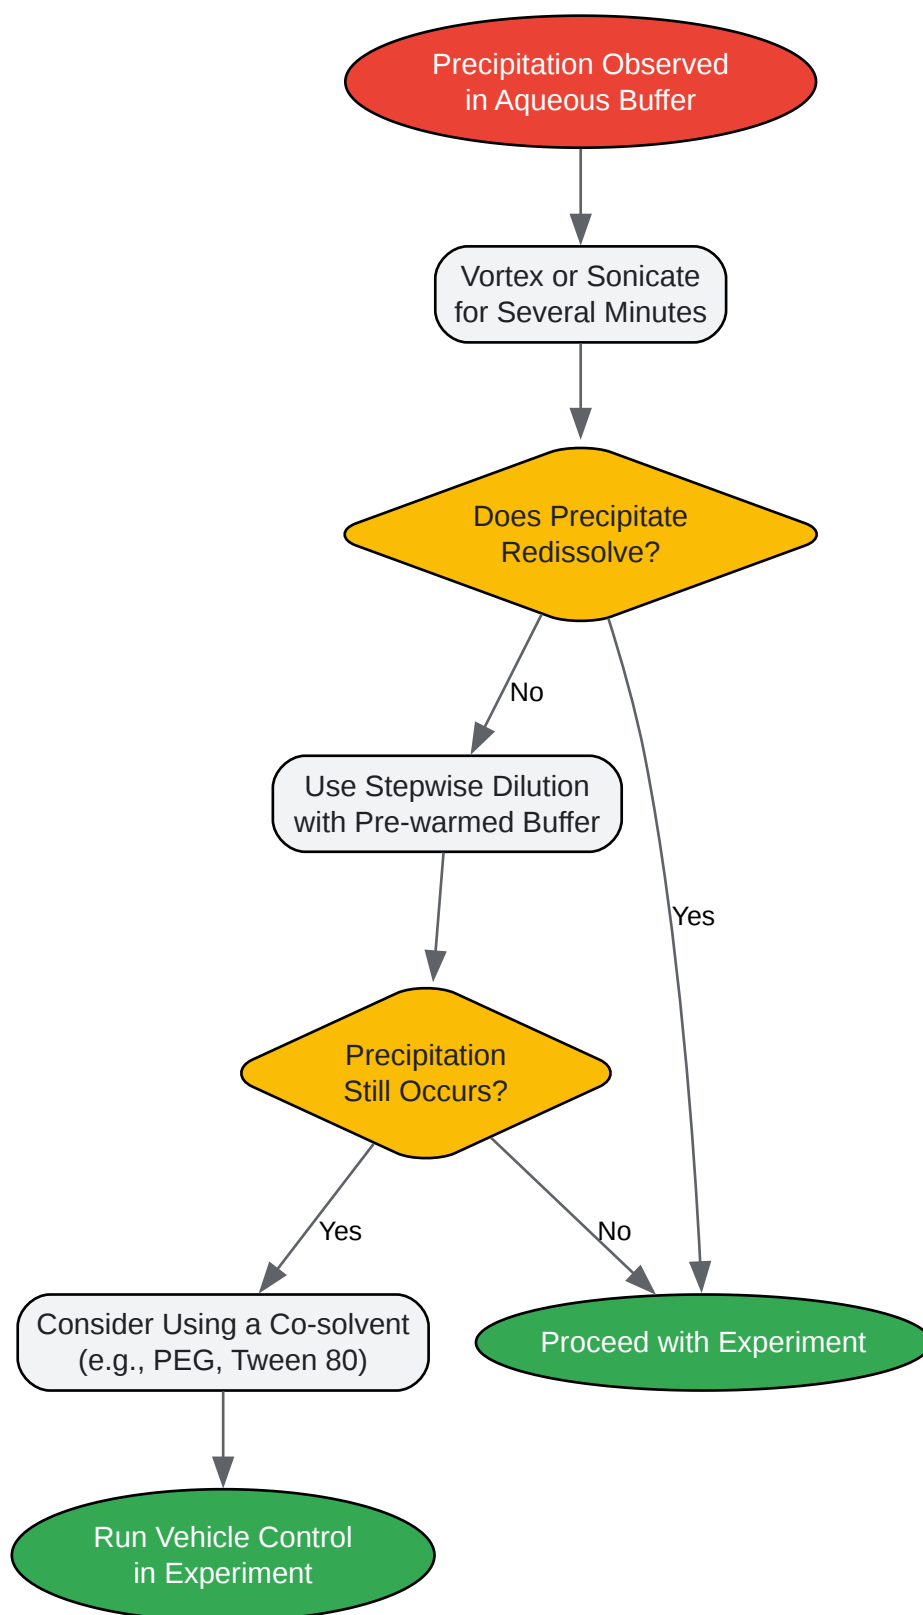 Precipitation Observed
in Aqueous Buffer
Vortex or Sonicate
for Several Minutes
Does Precipitate
Redissolve?
No
Use Stepwise Dilution
with Pre-warmed Buffer
Yes
Precipitation
Still Occurs?
Yes
No
Consider Using a Co-solvent
(e.g., PEG, Tween 80)
Proceed with Experiment
Run Vehicle Control
in Experiment